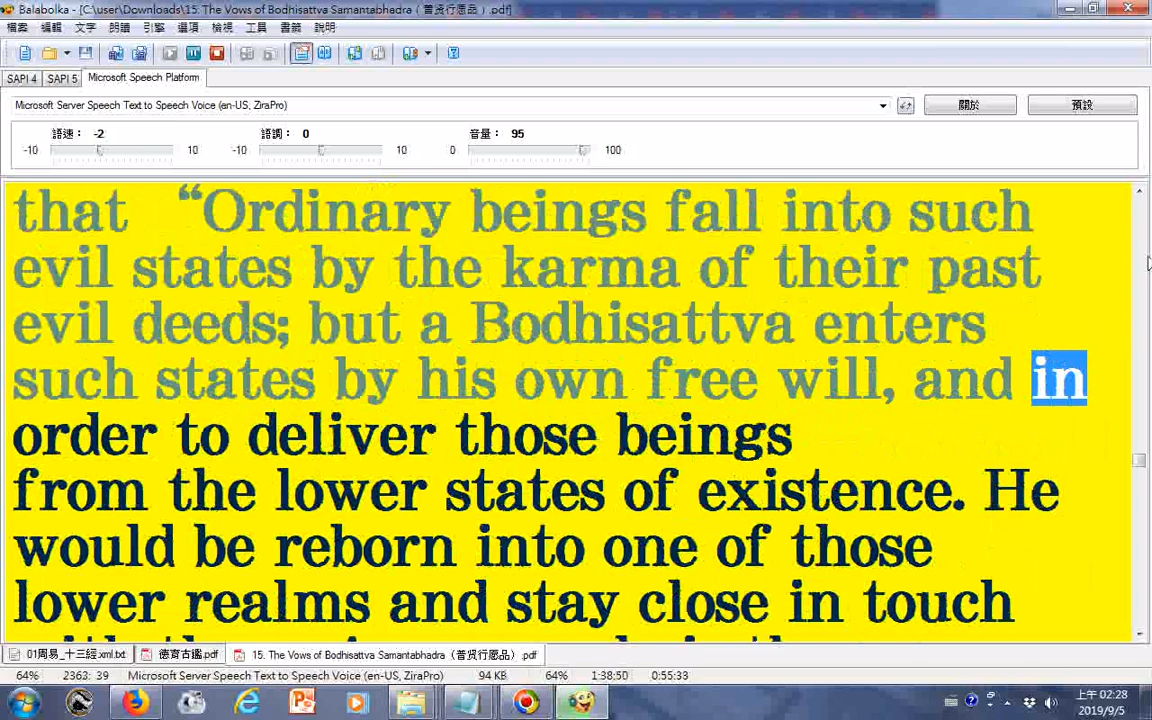 Balabolka - [C:\user\Downloads\15. The Vows of Bodhisattva Samantabhadra (普賢行愿品) .pdf]
檔案 編輯 文字 朗讀 引擎 選項 檢視 工具 書籤 說明
SAPI 4 SAPI 5 Microsoft Speech Platform
Microsoft Server Speech Text to Speech Voice (en-US, ZiraPro) 關於 預設
語速： -2 語調： 0 音量： 95
-10 10 -10 10 0 100
that “Ordinary beings fall into such
evil states by the karma of their past
evil deeds; but a Bodhisattva enters
such states by his own free will, and in
order to deliver those beings
from the lower states of existence. He
would be reborn into one of those
lower realms and stay close in touch
01周易_十三經.xml.txt 德育古鑑.pdf 15. The Vows of Bodhisattva Samantabhadra (普賢行愿品) .pdf
64% 2363: 39 Microsoft Server Speech Text to Speech Voice (en-US, ZiraPro) 94 KB 64% 1:38:50 0:55:33
上午 02:28
2019/9/5